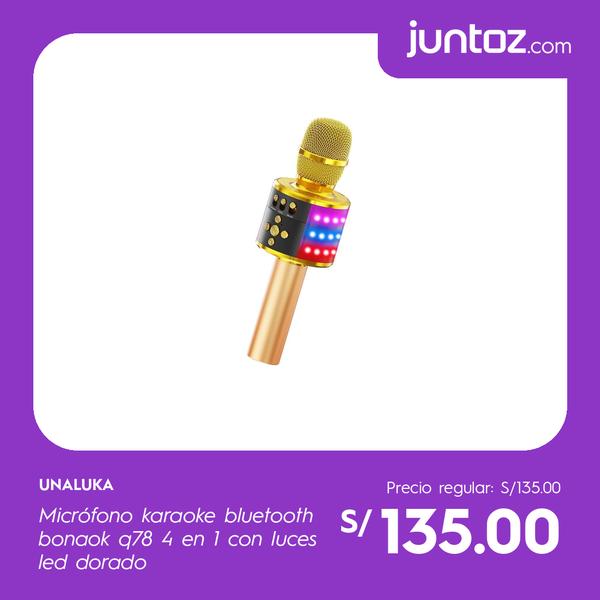 juntoz.com
UNALUKA
Micrófono karaoke bluetooth
bonaok q78 4 en 1 con luces
led dorado
Precio regular: S/135.00
S/135.00